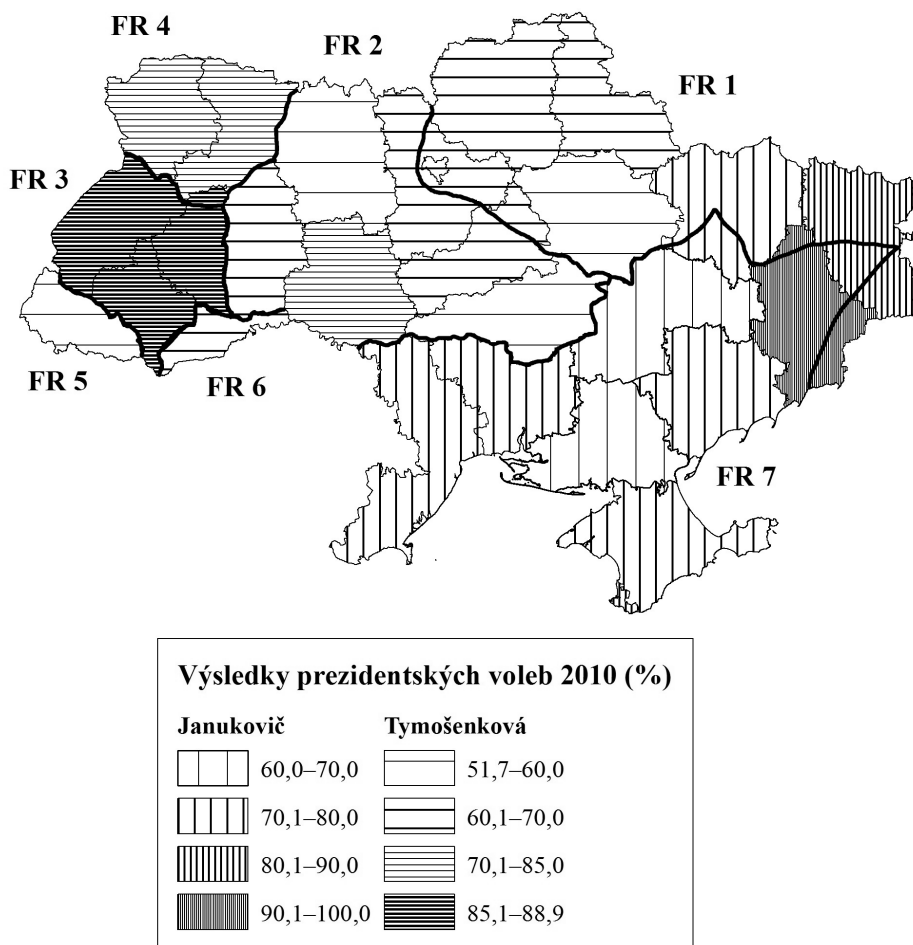 FR 4
FR 2
FR 1
FR 3
FR 5
FR 6
FR 7
Výsledky prezidentských voleb 2010 (%)
Janukovič Tymošenková
60,0–70,0 51,7–60,0
70,1–80,0 60,1–70,0
80,1–90,0 70,1–85,0
90,1–100,0 85,1–88,9